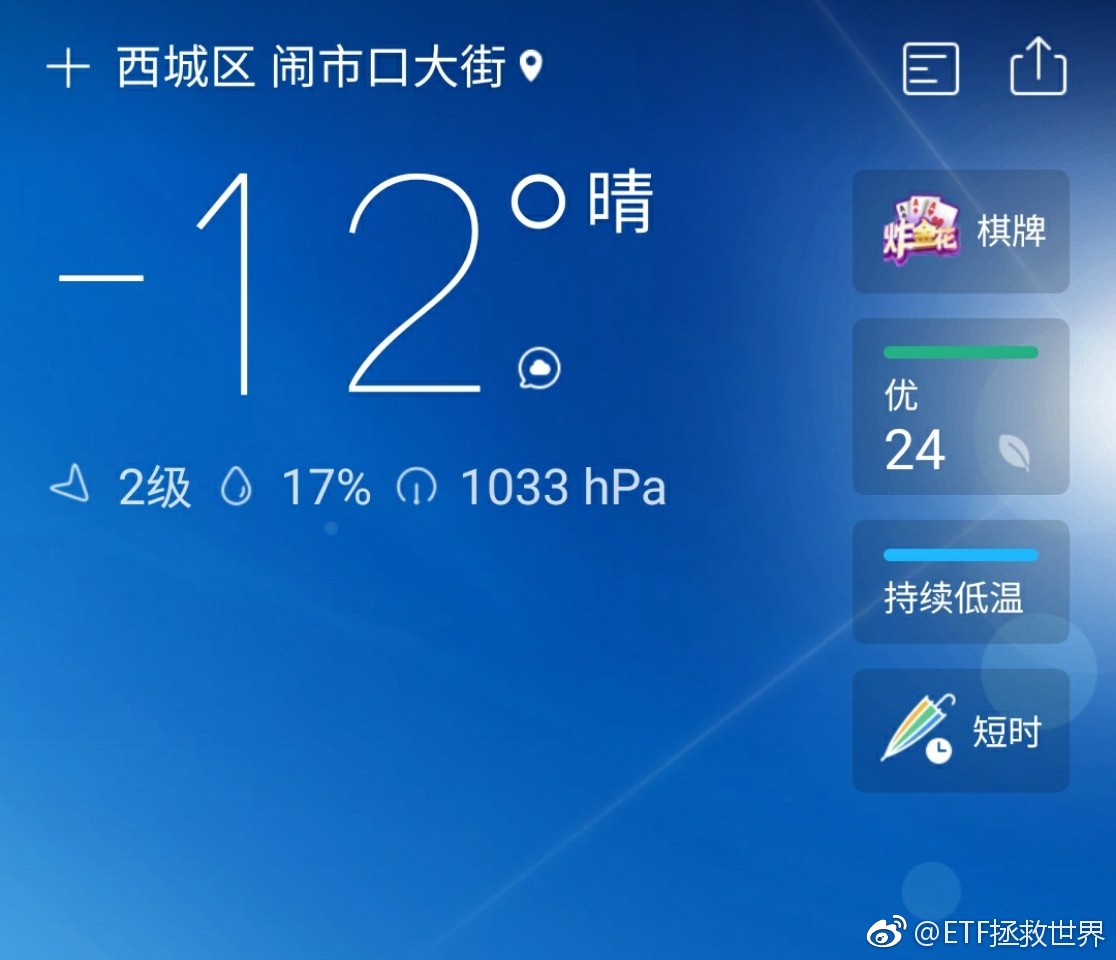 西城区 闹市口大街
-12° 晴
2级 17% 1033 hPa
炸金花 棋牌
优
24
持续低温
短时
@ETF拯救世界